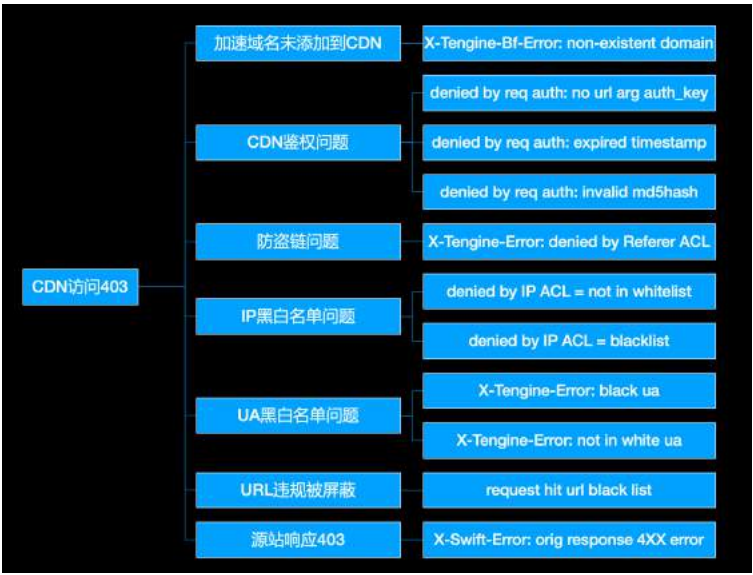 加速域名未添加到CDN
X-Tengine-Bf-Error: non-existent domain
denied by req auth: no url arg auth_key
CDN鉴权问题
denied by req auth: expired timestamp
denied by req auth: invalid md5hash
防盗链问题
X-Tengine-Error: denied by Referer ACL
CDN访问403
denied by IP ACL = not in whitelist
IP黑白名单问题
denied by IP ACL = blacklist
X-Tengine-Error: black ua
UA黑白名单问题
X-Tengine-Error: not in white ua
URL违规被屏蔽
request hit url black list
源站响应403
X-Swift-Error: orig response 4XX error